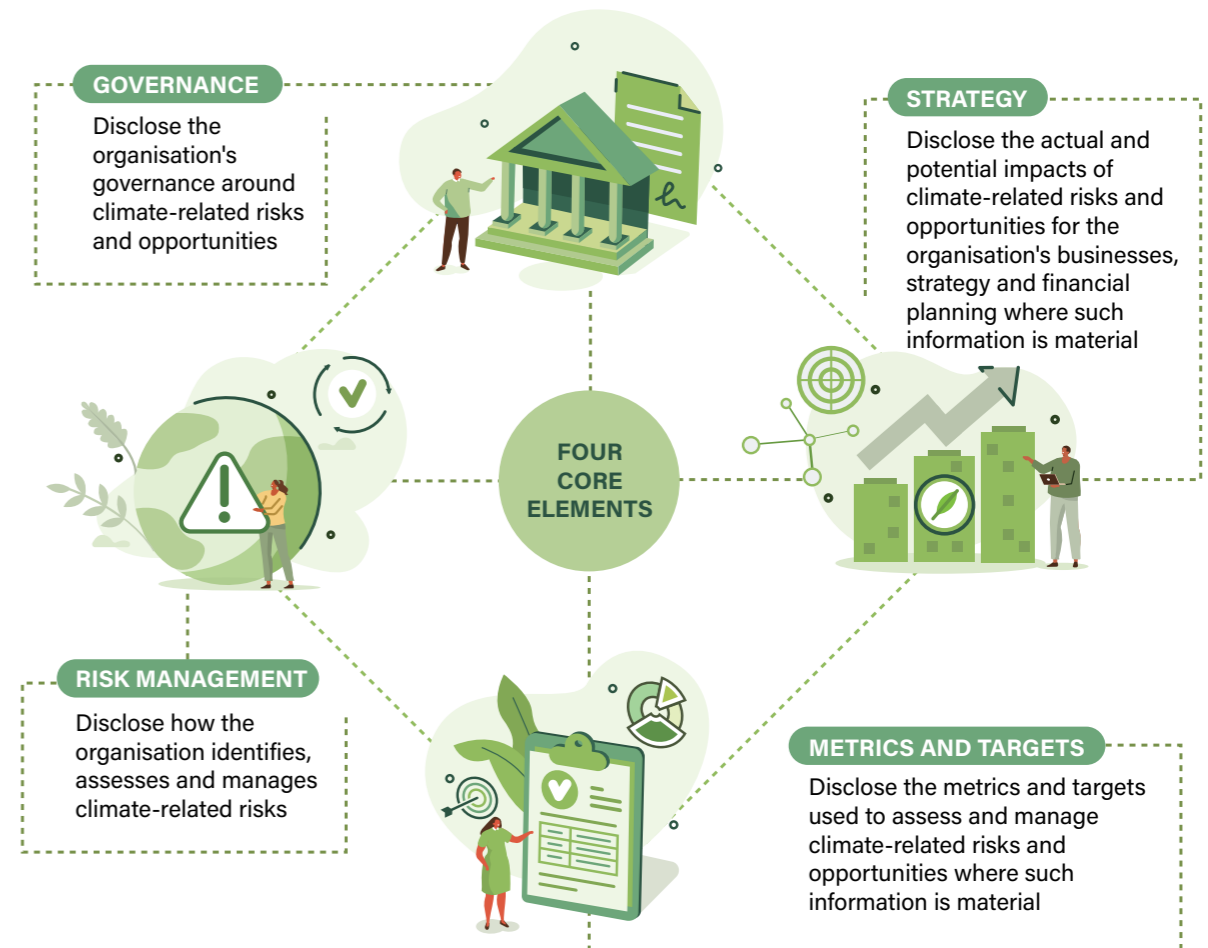 GOVERNANCE
Disclose the
organisation's
governance around
climate-related risks
and opportunities
STRATEGY
Disclose the actual and
potential impacts of
climate-related risks and
opportunities for the
organisation's businesses,
strategy and financial
planning where such
information is material
FOUR
CORE
ELEMENTS
RISK MANAGEMENT
Disclose how the
organisation identifies,
assesses and manages
climate-related risks
METRICS AND TARGETS
Disclose the metrics and targets
used to assess and manage
climate-related risks and
opportunities where such
information is material